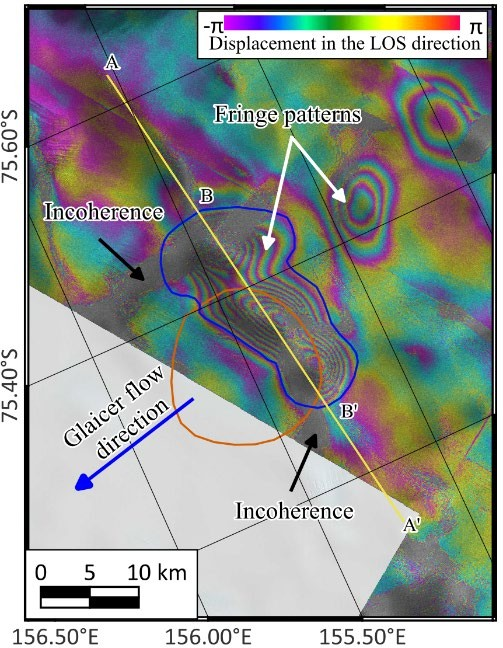 -π π
Displacement in the LOS direction
A
Fringe patterns
75.60°S
B
Incoherence
75.40°S
Glaicer flow
direction
B'
Incoherence
A'
0 5 10 km
156.50°E 156.00°E 155.50°E